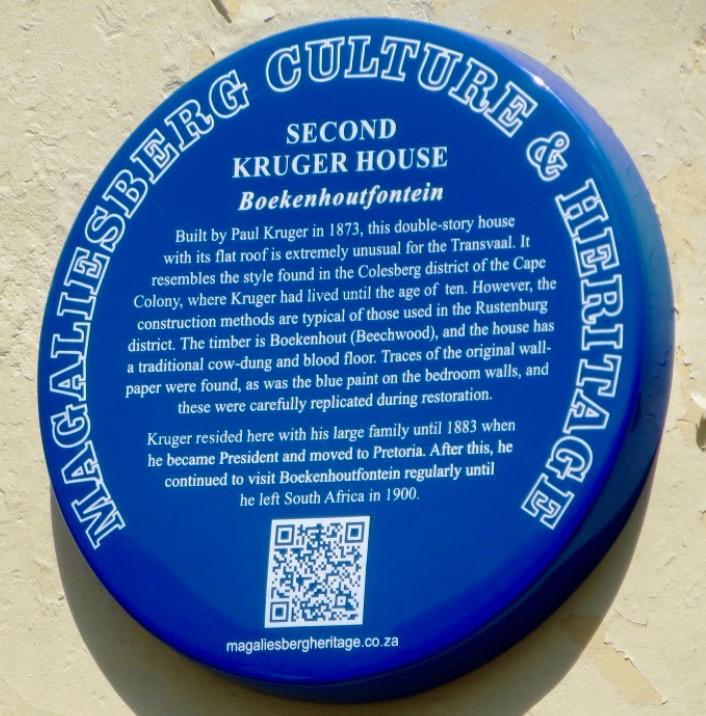 MAGALIESBERG CULTURE & HERITAGE
SECOND
KRUGER HOUSE
Boekenhoutfontein
Built by Paul Kruger in 1873, this double-story house
with its flat roof is extremely unusual for the Transvaal. It
resembles the style found in the Colesberg district of the Cape
Colony, where Kruger had lived until the age of ten. However, the
construction methods are typical of those used in the Rustenburg
district. The timber is Boekenhout (Beechwood), and the house has
a traditional cow-dung and blood floor. Traces of the original wall-
paper were found, as was the blue paint on the bedroom walls, and
these were carefully replicated during restoration.
Kruger resided here with his large family until 1883 when
he became President and moved to Pretoria. After this, he
continued to visit Boekenhoutfontein regularly until
he left South Africa in 1900.
magaliesbergheritage.co.za